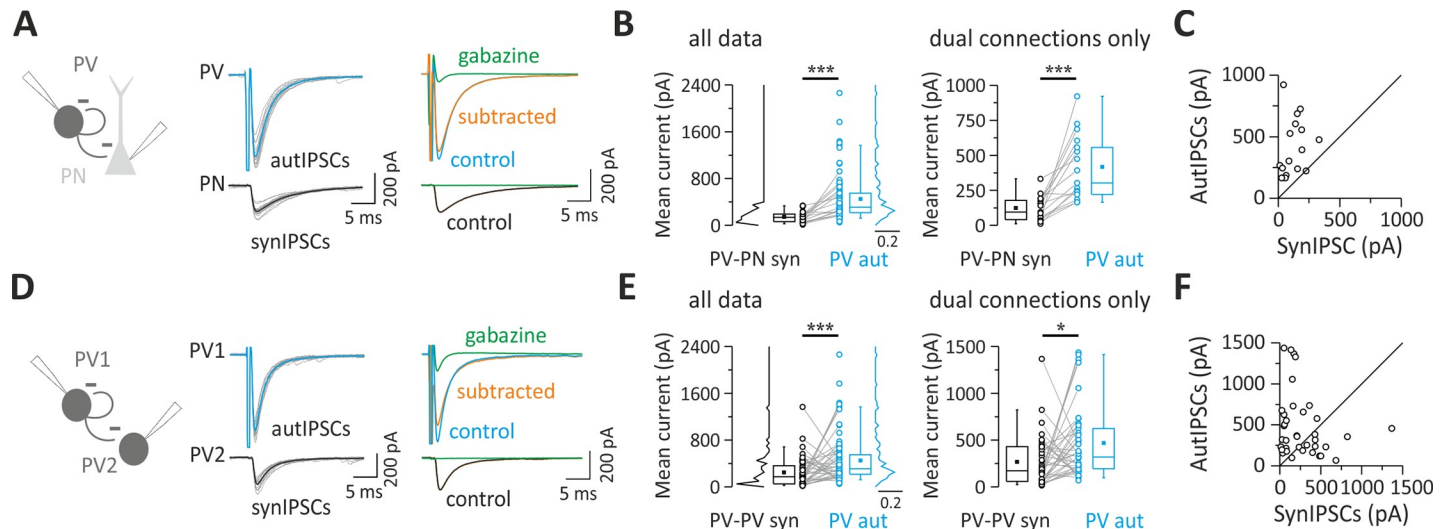 A
PV
PN
PV
autIPSCs
PN
synIPSCs
5 ms
200 pA
gabazine
subtracted
control
control
5 ms
200 pA
B
all data
Mean current (pA)
2400
1600
800
0
***
0.2
PV-PN syn
PV aut
dual connections only
Mean current (pA)
1000
750
500
250
0
***
PV-PN syn
PV aut
C
AutIPSCs (pA)
1000
500
0
0
500
1000
SynIPSC (pA)
D
PV1
PV2
PV1
autIPSCs
PV2
synIPSCs
5 ms
200 pA
gabazine
subtracted
control
control
5 ms
200 pA
E
all data
Mean current (pA)
2400
1600
800
400
0
***
0.2
PV-PV syn
PV aut
dual connections only
Mean current (pA)
1500
1000
500
250
0
*
PV-PV syn
PV aut
F
AutIPSCs (pA)
1500
1000
500
0
0
500
1000
1500
SynIPSCs (pA)